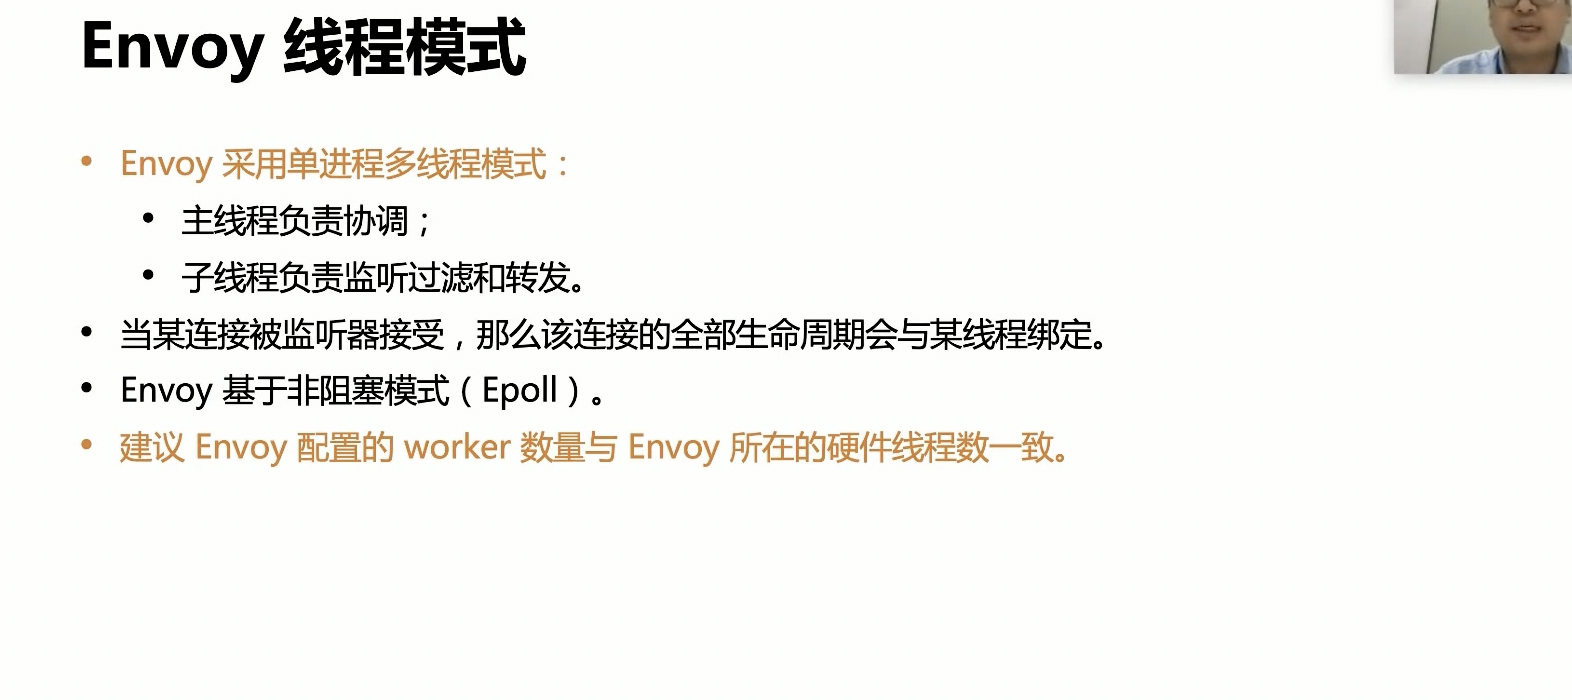 Envoy 线程模式
• Envoy 采用单进程多线程模式：
• 主线程负责协调；
• 子线程负责监听过滤和转发。
• 当某连接被监听器接受，那么该连接的全部生命周期会与某线程绑定。
• Envoy 基于非阻塞模式（Epoll）。
• 建议 Envoy 配置的 worker 数量与 Envoy 所在的硬件线程数一致。